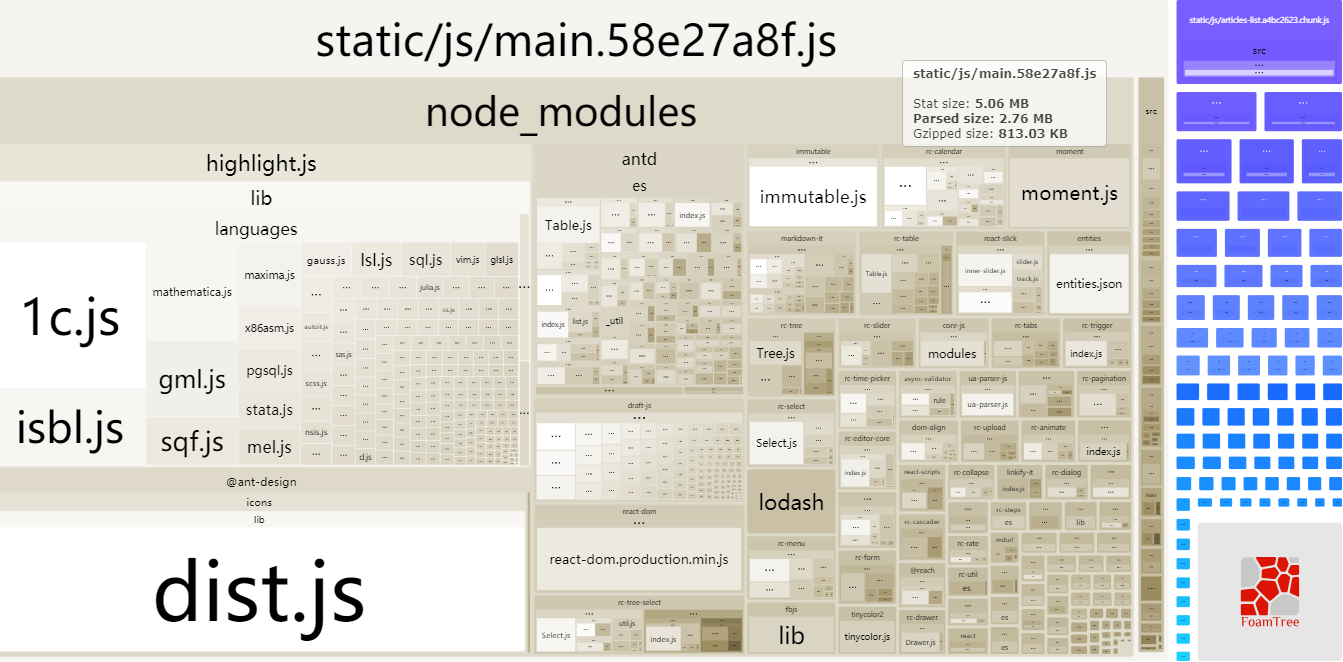 static/js/main.58e27a8f.js
static/js/main.58e27a8f.js
Stat size: 5.06 MB
Parsed size: 2.76 MB
Gzipped size: 813.03 KB
node_modules
highlight.js
lib
languages
1c.js
isbl.js
mathematica.js
maxima.js
x86asm.js
gml.js
pgsql.js
stata.js
sqf.js
mel.js
gauss.js
lsl.js
sql.js
vim.js
glsl.js
julia.js
cs.js
autoit.js
sas.js
scss.js
nsis.js
d.js
@ant-design
icons
lib
dist.js
antd
es
Table.js
index.js
index.js
list.js
_util
draft-js
react-dom
react-dom.production.min.js
rc-tree-select
Select.js
util.js
index.js
immutable
immutable.js
rc-calendar
moment
moment.js
markdown-it
rc-table
Table.js
react-slick
inner-slider.js
slider.js
track.js
entities
entities.json
rc-tree
Tree.js
rc-slider
core-js
modules
rc-tabs
rc-trigger
index.js
rc-time-picker
async-validator
rule
ua-parser-js
ua-parser.js
rc-pagination
rc-select
Select.js
rc-editor-core
index.js
dom-align
rc-upload
rc-animate
index.js
lodash
react-scripts
rc-collapse
linkify-it
index.js
rc-dialog
rc-cascader
rc-steps
es
lib
rc-menu
rc-form
rc-rate
mdurl
@reach
rc-util
es
fbjs
lib
tinycolor2
tinycolor.js
rc-drawer
Drawer.js
react
es
es
src
nav
static/js/articles-list.a4bc2623.chunk.js
src
FoamTree